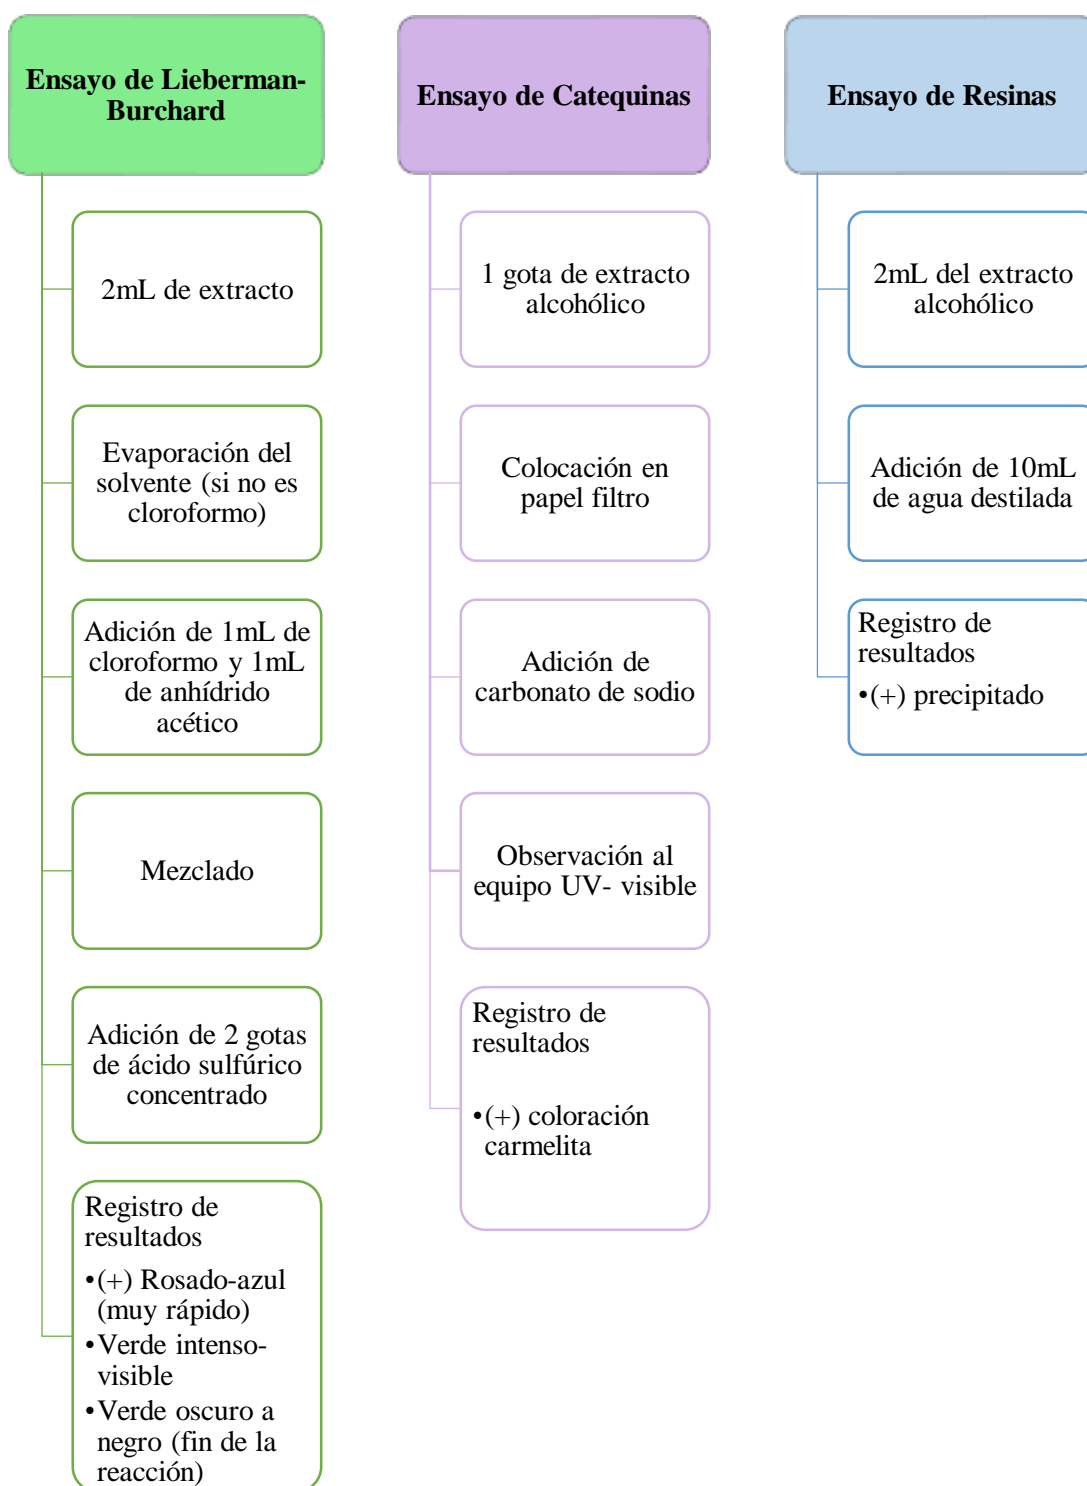 Ensayo de Lieberman-
Burchard
2mL de extracto
Evaporación del
solvente (si no es
cloroformo)
Adición de 1mL de
cloroformo y 1mL
de anhídrido
acético
Mezclado
Adición de 2 gotas
de ácido sulfúrico
concentrado
Registro de
resultados
•(+) Rosado-azul
(muy rápido)
•Verde intenso-
visible
•Verde oscuro a
negro (fin de la
reacción)
Ensayo de Catequinas
1 gota de extracto
alcohólico
Colocación en
papel filtro
Adición de
carbonato de sodio
Observación al
equipo UV- visible
Registro de
resultados
•(+) coloración
carmelita
Ensayo de Resinas
2mL del extracto
alcohólico
Adición de 10mL
de agua destilada
Registro de
resultados
•(+) precipitado